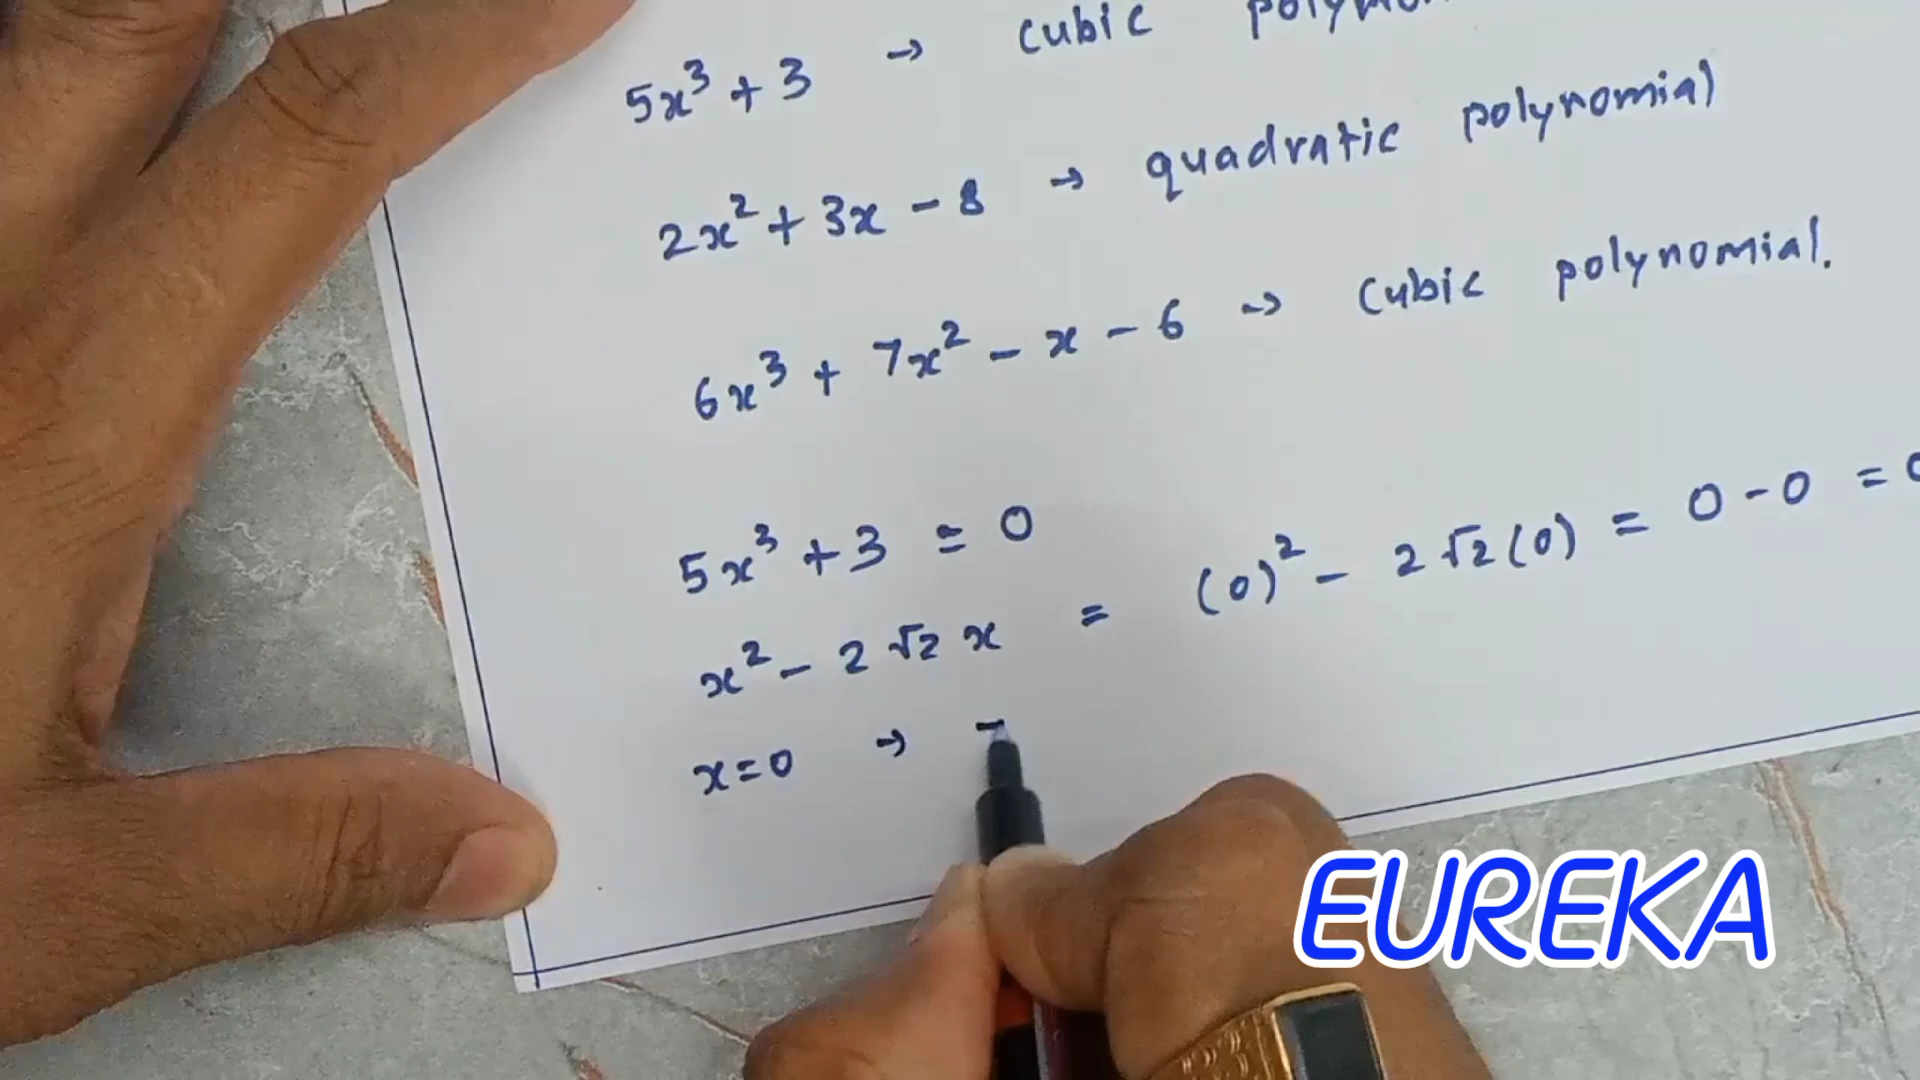 5x³ + 3 → cubic
2x² + 3x - 8 → quadratic polynomial
6x³ + 7x² - x - 6 → cubic polynomial.
5x³ + 3 = 0
x² - 2√2 x = (0)² - 2√2(0) = 0 - 0 =
x=0 →
EUREKA